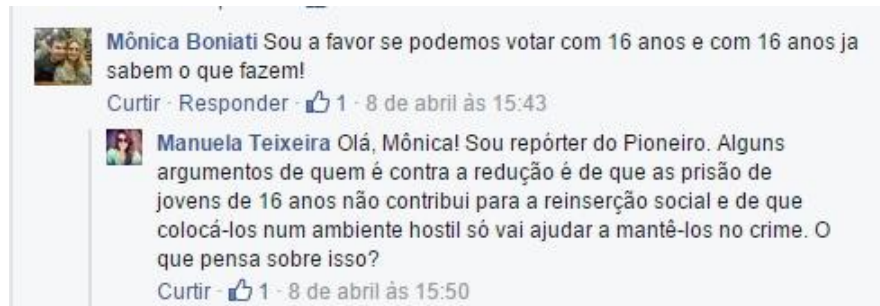 Mônica Boniati Sou a favor se podemos votar com 16 anos e com 16 anos ja
sabem o que fazem!
Curtir · Responder · 1 · 8 de abril às 15:43
Manuela Teixeira Olá, Mônica! Sou repórter do Pioneiro. Alguns
argumentos de quem é contra a redução é de que as prisão de
jovens de 16 anos não contribui para a reinserção social e de que
colocá-los num ambiente hostil só vai ajudar a mantê-los no crime. O
que pensa sobre isso?
Curtir · 1 · 8 de abril às 15:50